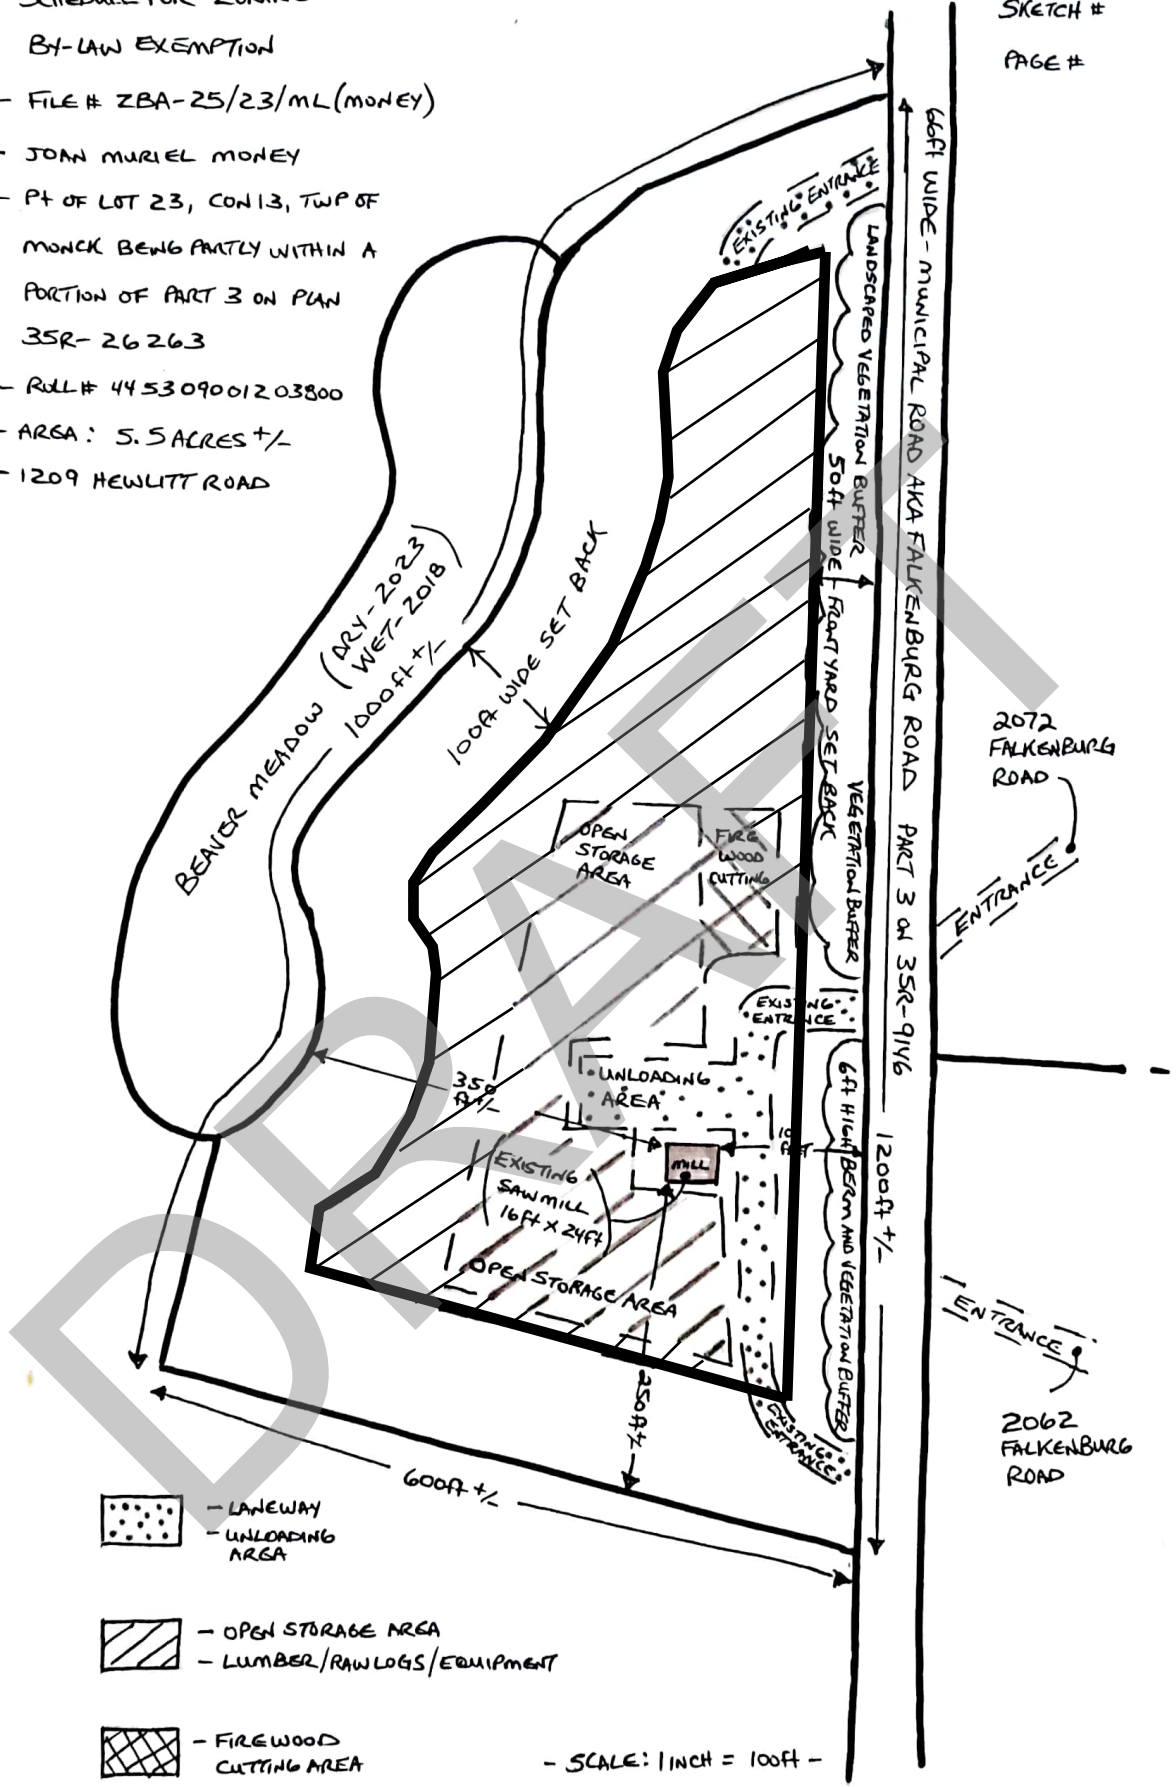 BY-LAW EXEMPTION
- FILE # ZBA-25/23/ML (MONEY)
- JOAN MURIEL MONEY
- Pt OF LOT 23, CON 13, TWP OF
MONCK BEING PARTLY WITHIN A
PORTION OF PART 3 ON PLAN
35R-26263
- ROLL # 445309001203800
- AREA: 5.5 ACRES +/-
- 1209 HEWLITT ROAD
SKETCH #
PAGE #
66ft WIDE - MUNICIPAL ROAD AKA FALKENBURG ROAD PART 3 ON 35R-9146
EXISTING ENTRANCE
LANDSCAPED VEGETATION BUFFER
50ft WIDE - FRONT YARD SET BACK
VEGETATION BUFFER
BEAVER MEADOW (DRY-2023
WET-2018)
1000ft +/-
100ft WIDE SET BACK
2072
FALKENBURG
ROAD
ENTRANCE
OPEN
STORAGE
AREA
FIRE
WOOD
CUTTING
EXISTING
ENTRANCE
350
ft +/-
UNLOADING
AREA
MILL
EXISTING
SAWMILL
16ft X 24ft
OPEN STORAGE AREA
6ft HIGH BERM AND VEGETATION BUFFER
1200ft +/-
ENTRANCE
2062
FALKENBURG
ROAD
250ft +/-
EXISTING
ENTRANCE
600ft +/-
- LANEWAY
- UNLOADING
AREA
- OPEN STORAGE AREA
- LUMBER/RAW LOGS/EQUIPMENT
- FIREWOOD
CUTTING AREA
- SCALE: 1 INCH = 100ft -
DRAFT